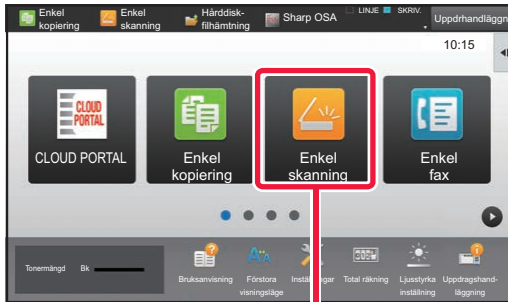 Enkel kopiering
Enkel skanning
Hårddisk-filhämtning
Sharp OSA
LINJE
SKRIV.
Uppdrhandläggn
10:15
CLOUD PORTAL
CLOUD PORTAL
Enkel
kopiering
Enkel
skanning
Enkel
fax
Tonermängd Bk
Bruksanvisning
Förstora
visningsläge
Inställningar
Total räkning
Ljusstyrka
inställning
Uppdragshand-
läggning